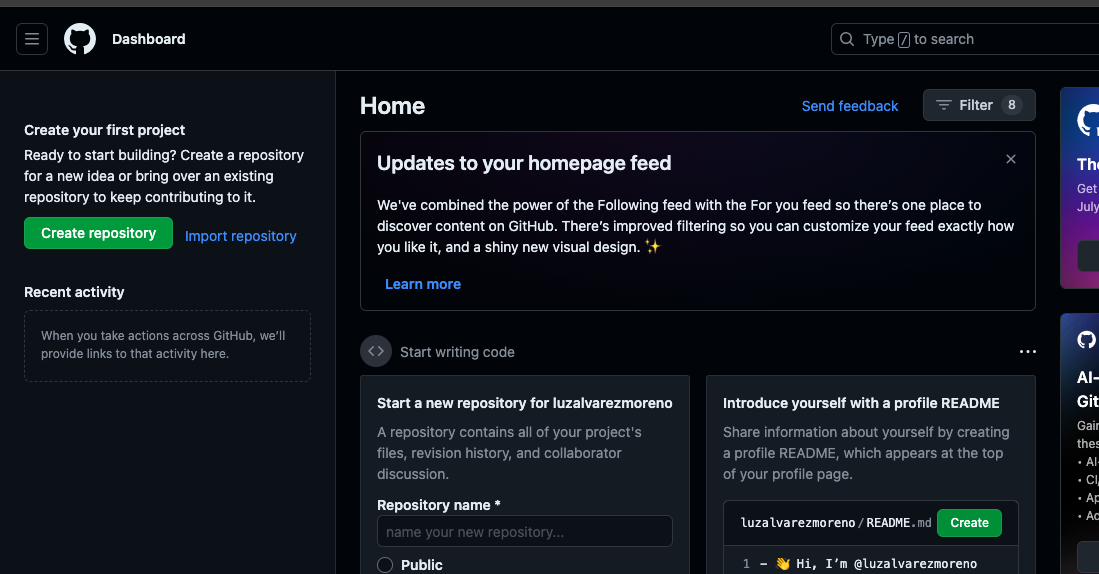 Dashboard
Type / to search
Create your first project
Ready to start building? Create a repository
for a new idea or bring over an existing
repository to keep contributing to it.
Create repository
Import repository
Recent activity
When you take actions across GitHub, we’ll
provide links to that activity here.
Home
Send feedback
Filter 8
Updates to your homepage feed
We've combined the power of the Following feed with the For you feed so there’s one place to
discover content on GitHub. There’s improved filtering so you can customize your feed exactly how
you like it, and a shiny new visual design. ✨
Learn more
Start writing code
Start a new repository for luzalvarezmoreno
A repository contains all of your project's
files, revision history, and collaborator
discussion.
Repository name *
name your new repository...
Public
Introduce yourself with a profile README
Share information about yourself by creating
a profile README, which appears at the top
of your profile page.
luzalvarezmoreno/README.md
Create
1 - 👋 Hi, I’m @luzalvarezmoreno
Get
July
AI-
Git
• AI-
• CI/